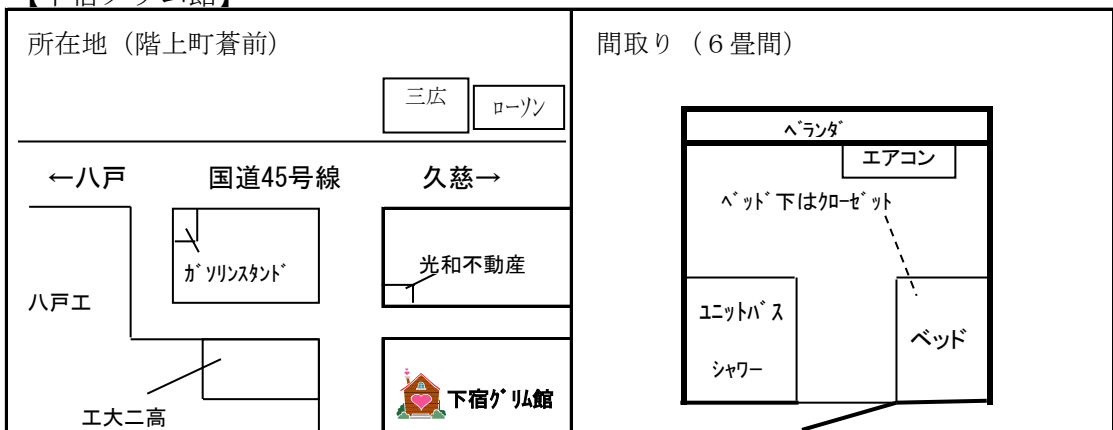 【下宿グリム館】
所在地（階上町蒼前）
三広
ローソン
←八戸　国道45号線　久慈→
ガソリンスタンド
光和不動産
八戸工
工大二高
下宿グリム館
間取り（６畳間）
ベランダ
エアコン
ベッド下はクローゼット
ユニットバス
シャワー
ベッド